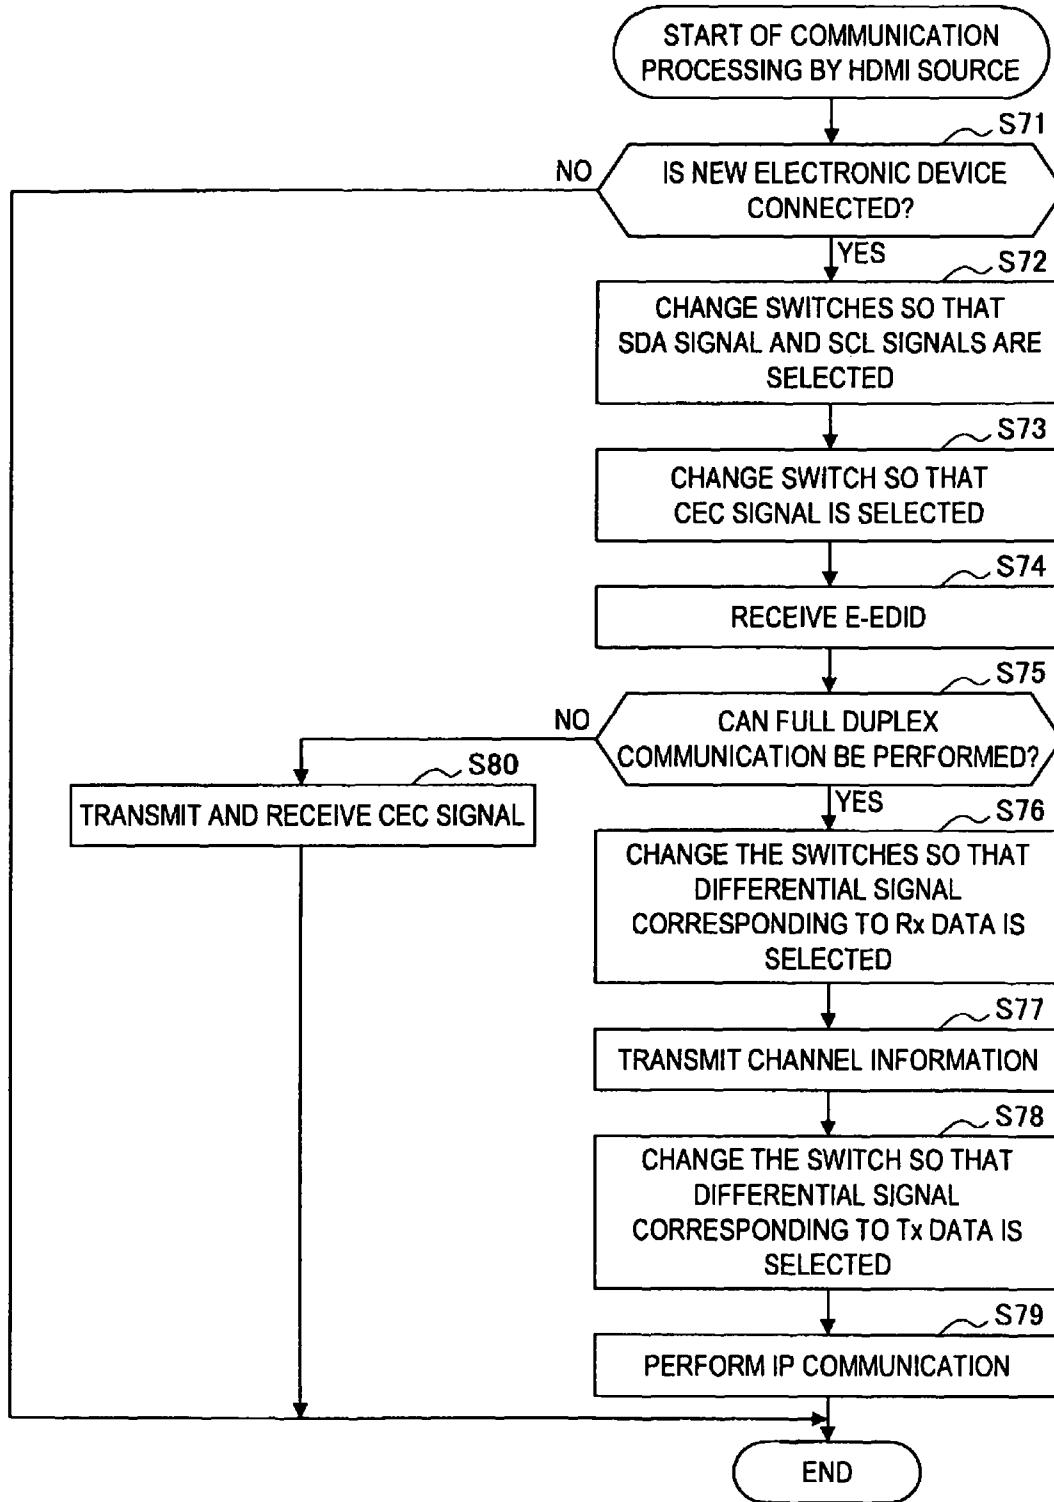 START OF COMMUNICATION
PROCESSING BY HDMI SOURCE
S71
NO
IS NEW ELECTRONIC DEVICE
CONNECTED?
YES
S72
CHANGE SWITCHES SO THAT
SDA SIGNAL AND SCL SIGNALS ARE
SELECTED
S73
CHANGE SWITCH SO THAT
CEC SIGNAL IS SELECTED
S74
RECEIVE E-EDID
S75
NO
CAN FULL DUPLEX
COMMUNICATION BE PERFORMED?
S80
TRANSMIT AND RECEIVE CEC SIGNAL
YES
S76
CHANGE THE SWITCHES SO THAT
DIFFERENTIAL SIGNAL
CORRESPONDING TO Rx DATA IS
SELECTED
S77
TRANSMIT CHANNEL INFORMATION
S78
CHANGE THE SWITCH SO THAT
DIFFERENTIAL SIGNAL
CORRESPONDING TO Tx DATA IS
SELECTED
S79
PERFORM IP COMMUNICATION
END